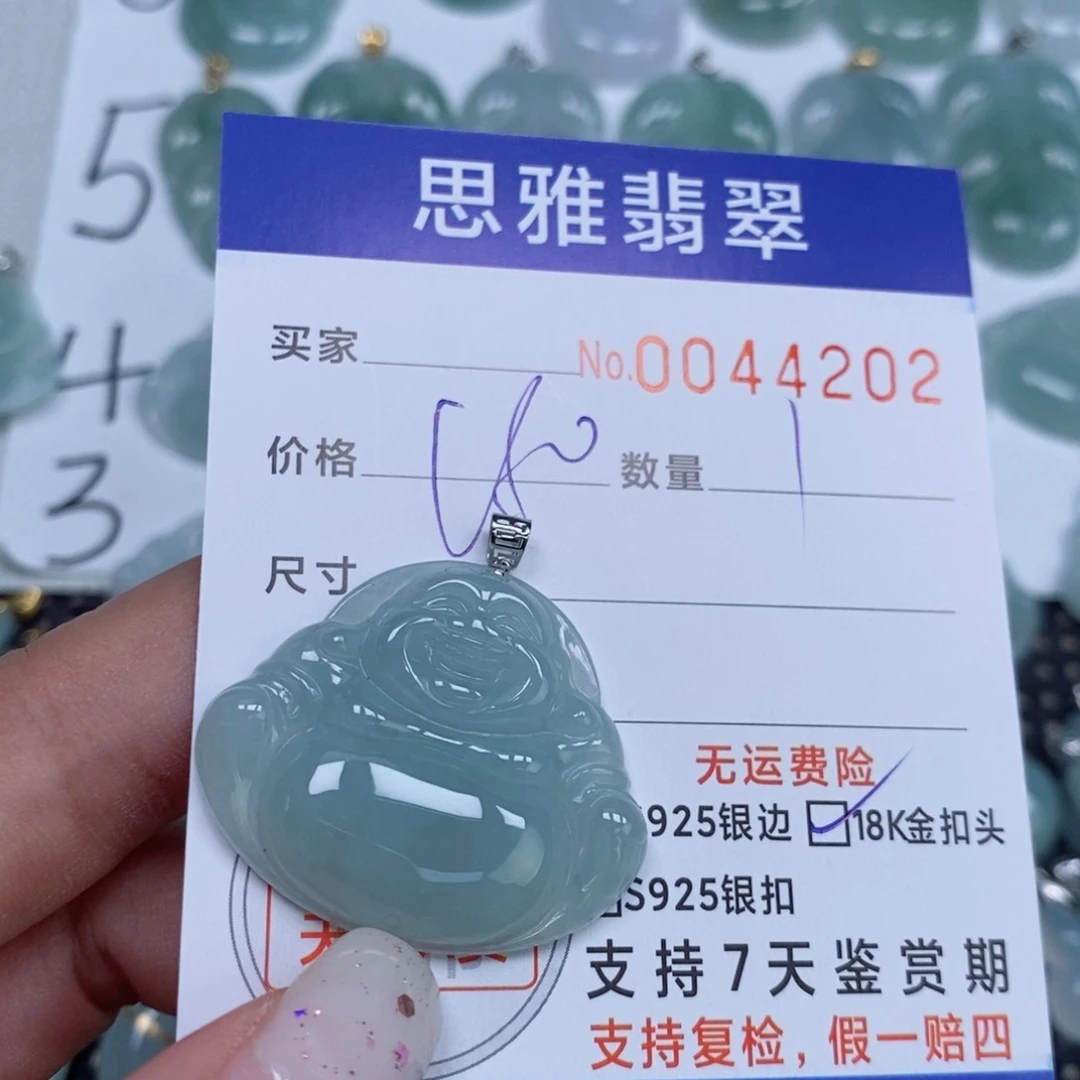 5
4
3
思雅翡翠
买家 No.0044202
价格 数量 1
尺寸
无运费险
S925银边 18K金扣头
S925银扣
支持7天鉴赏期
支持复检，假一赔四